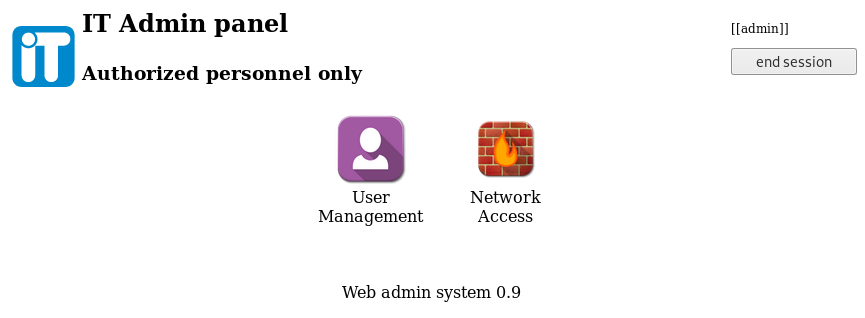 iT
IT Admin panel
Authorized personnel only
[[admin]]
end session
User
Management
Network
Access
Web admin system 0.9